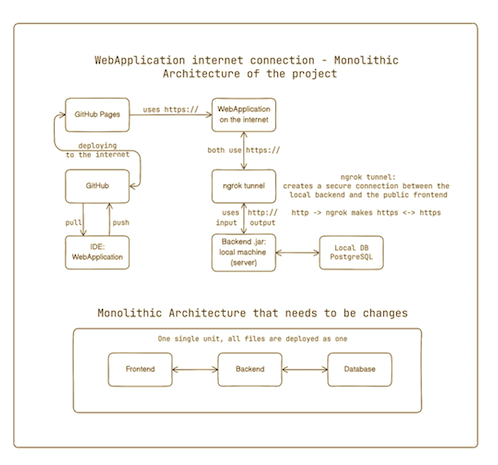 WebApplication internet connection - Monolithic
Architecture of the project
GitHub Pages
uses https://
WebApplication
on the internet
deploying
to the internet
both use https://
GitHub
ngrok tunnel
ngrok tunnel:
creates a secure connection between the
local backend and the public frontend
http -> ngrok makes https <-> https
pull
push
uses http://
input output
IDE:
WebApplication
Backend .jar:
local machine
(server)
Local DB
PostgreSQL
Monolithic Architecture that needs to be changes
One single unit, all files are deployed as one
Frontend
Backend
Database